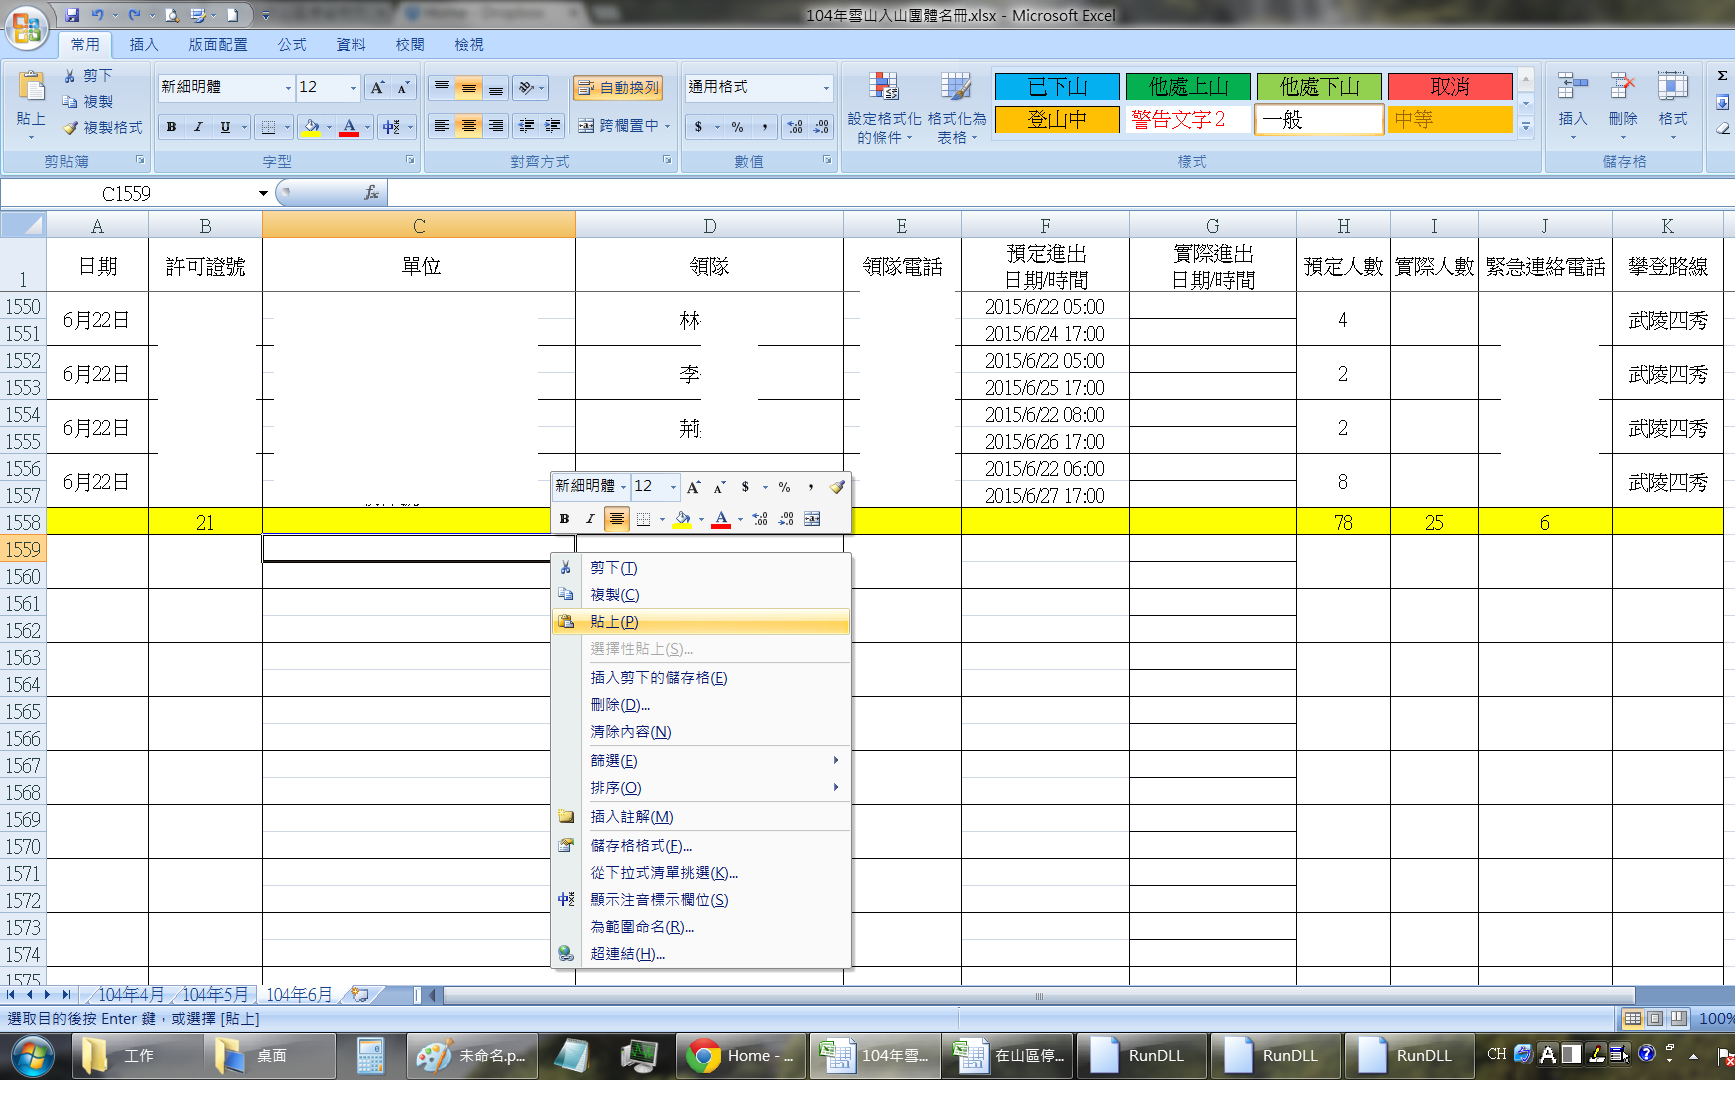 104年雪山入山團體名冊.xlsx - Microsoft Excel
常用 插入 版面配置 公式 資料 校閱 檢視
貼上 剪下
複製
複製格式
剪貼簿
新細明體 12
B I U
字型
自動換列
跨欄置中
對齊方式
通用格式
$ % ,
數值
設定格式化的條件
格式化為表格
已下山 他處上山 他處下山 取消
登山中 警告文字 2 一般 中等
樣式
插入 刪除 格式
儲存格
C1559
A B C D E F G H I J K
1 日期 許可證號 單位 領隊 領隊電話 預定進出日期/時間 實際進出日期/時間 預定人數 實際人數 緊急連絡電話 攀登路線
1550 6月22日 林 2015/6/22 05:00 4 武陵四秀
1551 2015/6/24 17:00
1552 6月22日 李 2015/6/22 05:00 2 武陵四秀
1553 2015/6/25 17:00
1554 6月22日 2015/6/22 08:00 2 武陵四秀
1555 2015/6/26 17:00
1556 6月22日 2015/6/22 06:00 8 武陵四秀
1557 2015/6/27 17:00
1558 21 78 25 6
1559
1560
1561
1562
1563
1564
1565
1566
1567
1568
1569
1570
1571
1572
1573
1574
1575
新細明體 12 A A $ % ,
B I A
剪下(T)
複製(C)
貼上(P)
選擇性貼上(S)...
插入剪下的儲存格(E)
刪除(D)...
清除內容(N)
篩選(E)
排序(O)
插入註解(M)
儲存格格式(F)...
從下拉式清單挑選(K)...
顯示注音標示欄位(S)
為範圍命名(R)...
超連結(H)...
104年4月 104年5月 104年6月
選取目的後按 Enter 鍵，或選擇 [貼上]
100%
工作 桌面 未命名.p... Home - ... 104年雪... 在山區停... RunDLL RunDLL RunDLL CH